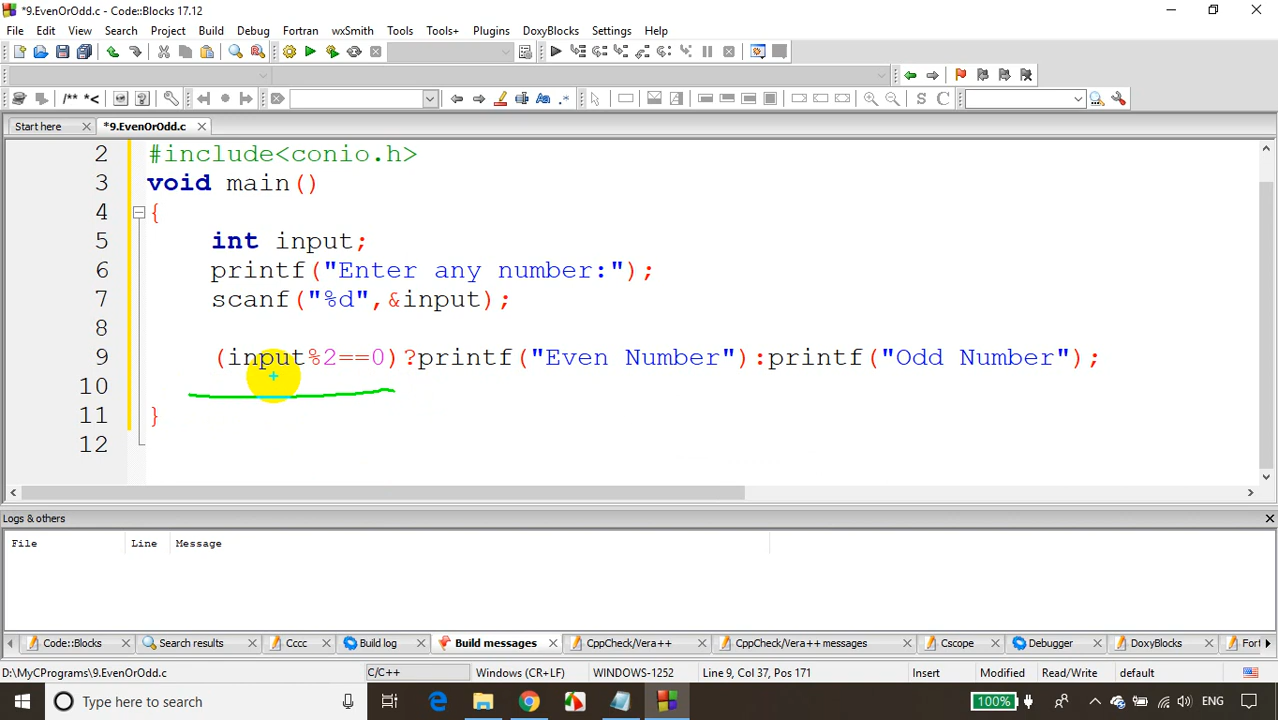 *9.EvenOrOdd.c - Code::Blocks 17.12
File Edit View Search Project Build Debug Fortran wxSmith Tools Tools+ Plugins DoxyBlocks Settings Help
/** *<
S C
Start here *9.EvenOrOdd.c
2 #include<conio.h>
3 void main()
4 {
5 int input;
6 printf("Enter any number:");
7 scanf("%d",&input);
8
9 (input%2==0)?printf("Even Number"):printf("Odd Number");
10
11 }
12
Logs & others
File Line Message
Code::Blocks Search results Cccc Build log Build messages CppCheck/Vera++ CppCheck/Vera++ messages Cscope Debugger DoxyBlocks Fort
D:\MyCPrograms\9.EvenOrOdd.c C/C++ Windows (CR+LF) WINDOWS-1252 Line 9, Col 37, Pos 171 Insert Modified Read/Write default
Type here to search 100% ENG